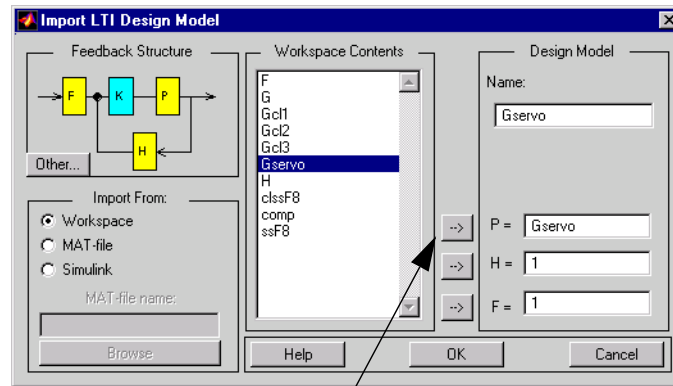 Import LTI Design Model
Feedback Structure
F
K
P
H
Other...
Import From:
Workspace
MAT-file
Simulink
MAT-file name:
Browse
Workspace Contents
F
G
Gcl1
Gcl2
Gcl3
Gservo
H
clssF8
comp
ssF8
-->
-->
-->
Design Model
Name:
Gservo
P = Gservo
H = 1
F = 1
Help
OK
Cancel